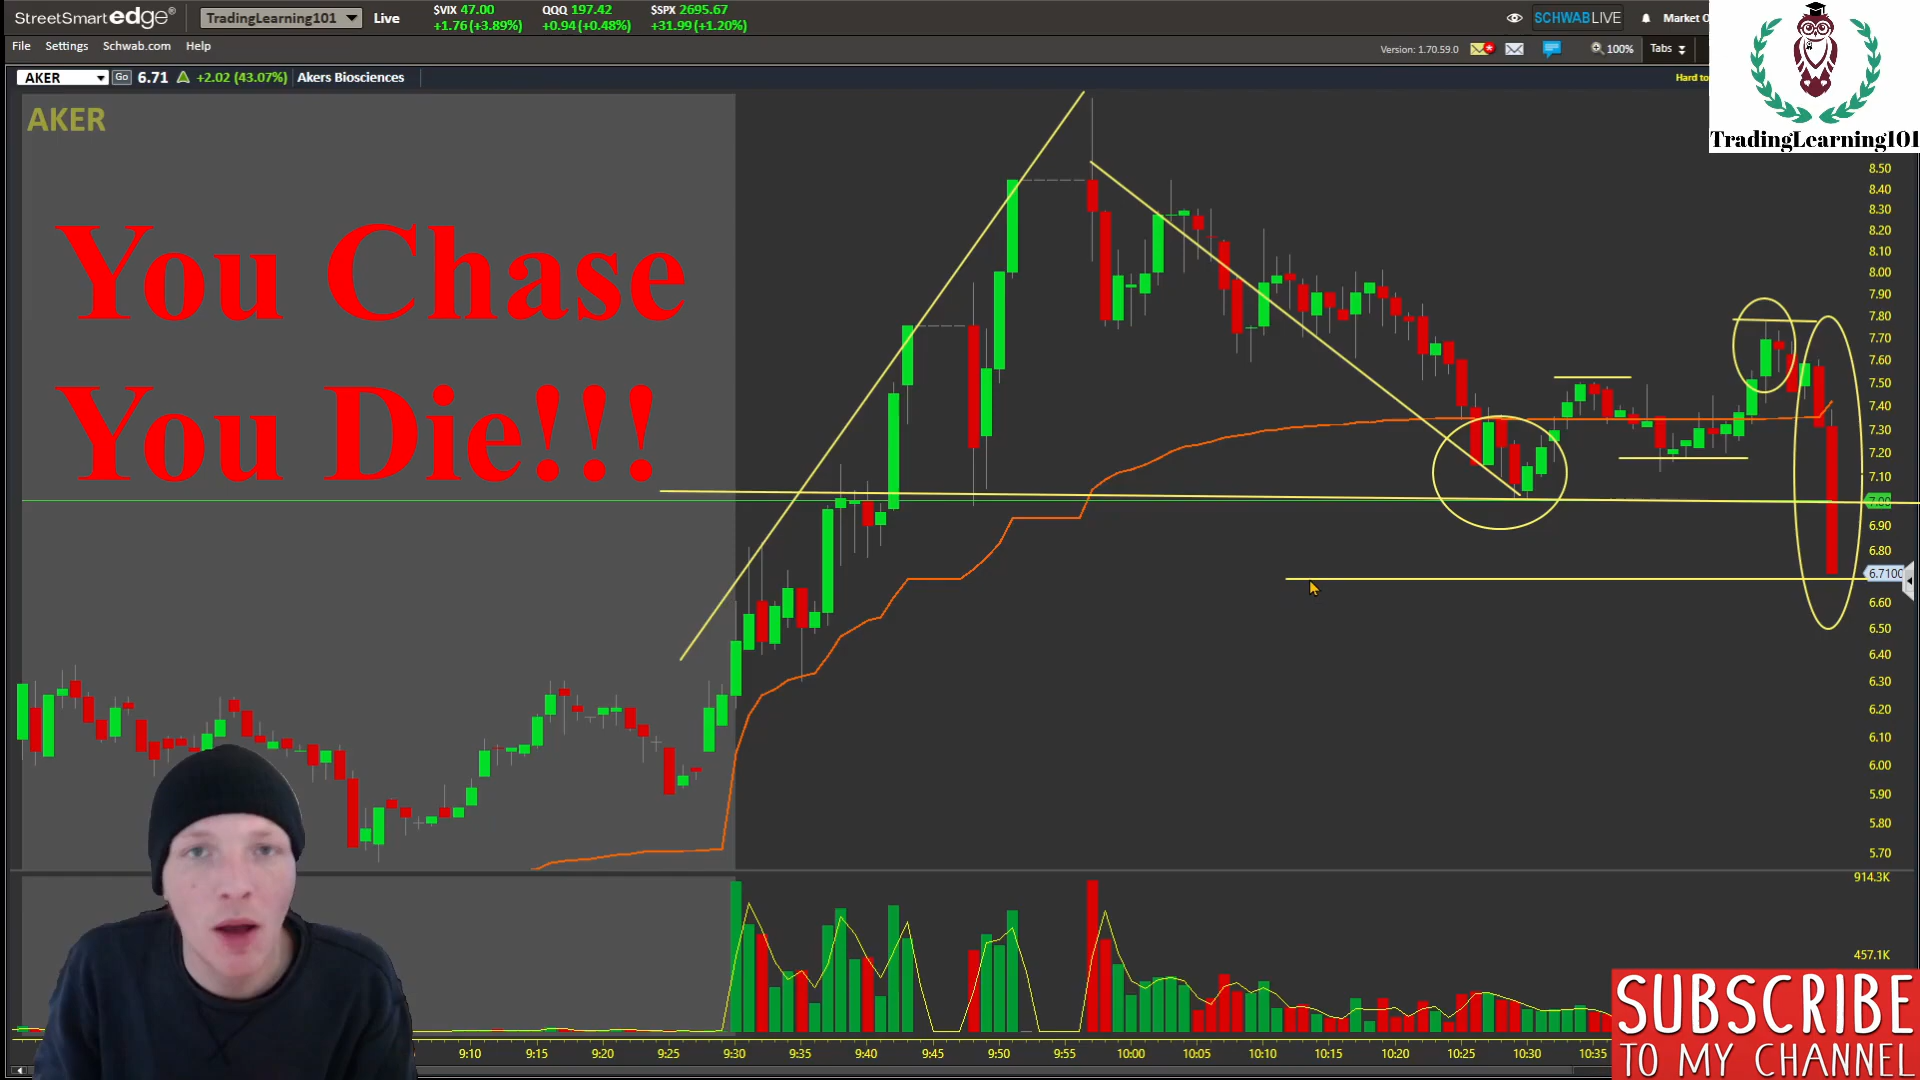 StreetSmart edge®
TradingLearning101
Live
$VIX 47.00
+1.76 (+3.89%)
QQQ 197.42
+0.94 (+0.48%)
$SPX 2695.67
+31.99 (+1.20%)
SCHWAB LIVE
Market
File Settings Schwab.com Help
Version: 1.70.59.0
100%
Tabs
AKER Go 6.71 +2.02 (43.07%) Akers Biosciences
Hard to
TradingLearning101
AKER
You Chase
You Die!!!
8.50
8.40
8.30
8.20
8.10
8.00
7.90
7.80
7.70
7.60
7.50
7.40
7.30
7.20
7.10
7.00
6.90
6.80
6.7100
6.60
6.50
6.40
6.30
6.20
6.10
6.00
5.90
5.80
5.70
914.3K
457.1K
9:10 9:15 9:20 9:25 9:30 9:35 9:40 9:45 9:50 9:55 10:00 10:05 10:10 10:15 10:20 10:25 10:30 10:35
SUBSCRIBE
TO MY CHANNEL